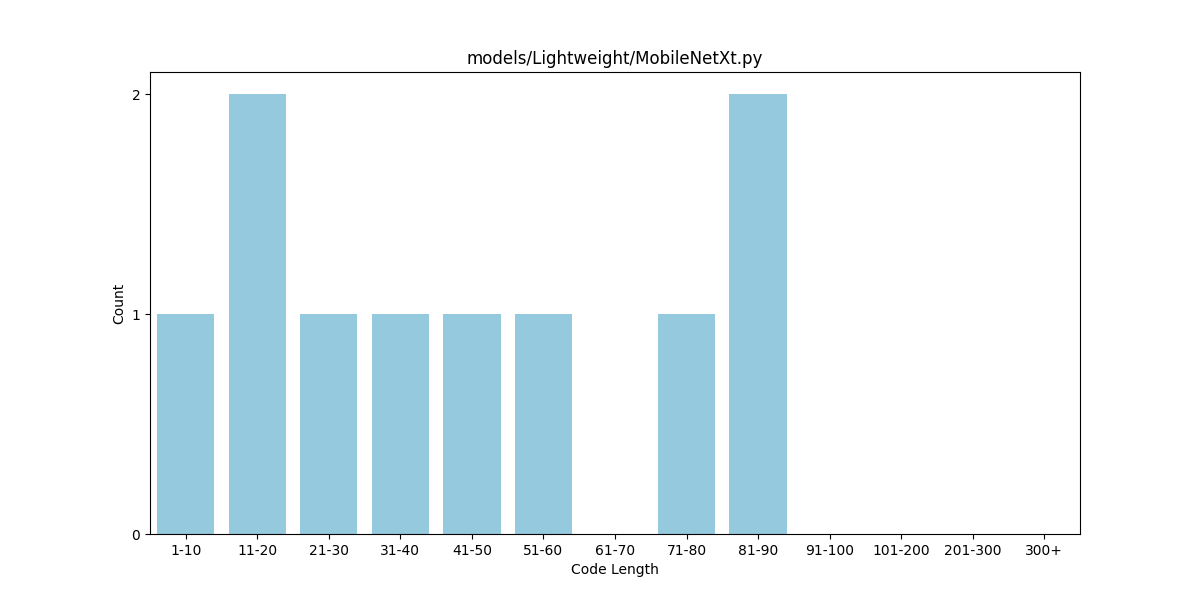 models/Lightweight/MobileNetXt.py
Count
2
1
0
1-10 11-20 21-30 31-40 41-50 51-60 61-70 71-80 81-90 91-100 101-200 201-300 300+
Code Length